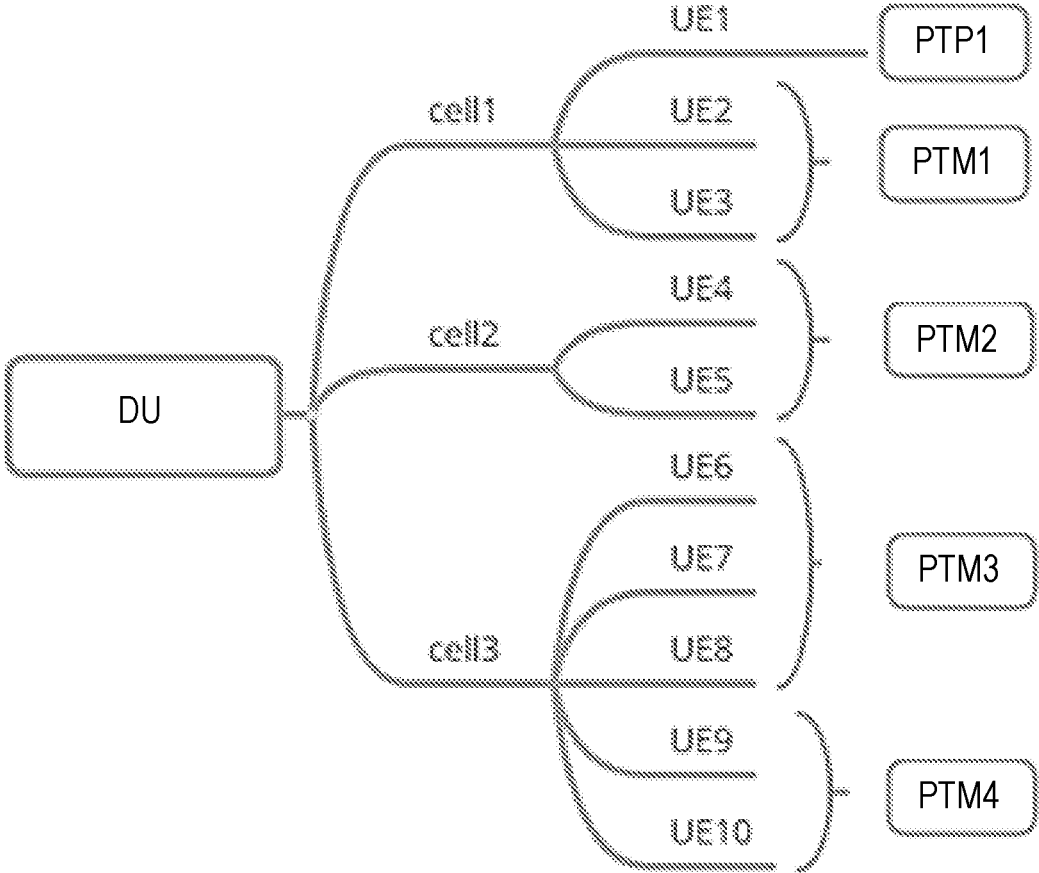 UE1
PTP1
cell1
UE2
PTM1
UE3
UE4
cell2
PTM2
UE5
DU
UE6
UE7
PTM3
cell3
UE8
UE9
PTM4
UE10